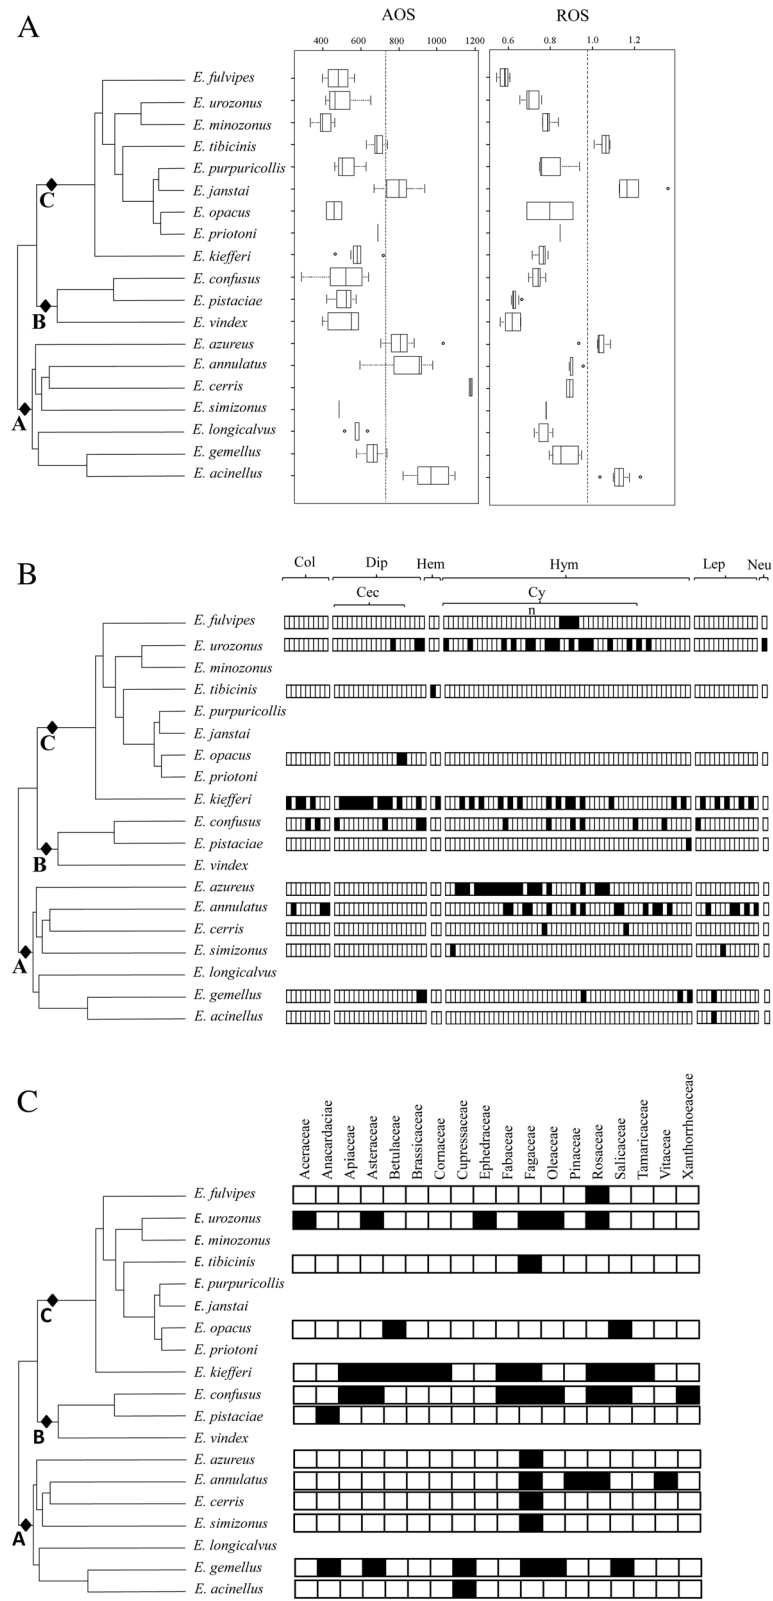 A
AOS
ROS
400 600 800 1000 1200
0.6 0.8 1.0 1.2
E. fulvipes
E. urozonus
E. minozonus
E. tibicinis
E. purpuricollis
E. janstai
E. opacus
E. priotoni
E. kiefferi
E. confusus
E. pistaciae
E. vindex
E. azureus
E. annulatus
E. cerris
E. simizonus
E. longicalvus
E. gemellus
E. acinellus
C
B
A
B
Col Dip Hem Hym Lep Neu
Cec Cy
n
E. fulvipes
E. urozonus
E. minozonus
E. tibicinis
E. purpuricollis
E. janstai
E. opacus
E. priotoni
E. kiefferi
E. confusus
E. pistaciae
E. vindex
E. azureus
E. annulatus
E. cerris
E. simizonus
E. longicalvus
E. gemellus
E. acinellus
C
B
A
C
Aceraceae
Anacardiaceae
Apiaceae
Asteraceae
Betulaceae
Brassicaceae
Cornaceae
Cupressaceae
Ephedraceae
Fabaceae
Fagaceae
Oleaceae
Pinaceae
Rosaceae
Salicaceae
Tamaricaceae
Vitaceae
Xanthorrhoeaceae
E. fulvipes
E. urozonus
E. minozonus
E. tibicinis
E. purpuricollis
E. janstai
E. opacus
E. priotoni
E. kiefferi
E. confusus
E. pistaciae
E. vindex
E. azureus
E. annulatus
E. cerris
E. simizonus
E. longicalvus
E. gemellus
E. acinellus
C
B
A